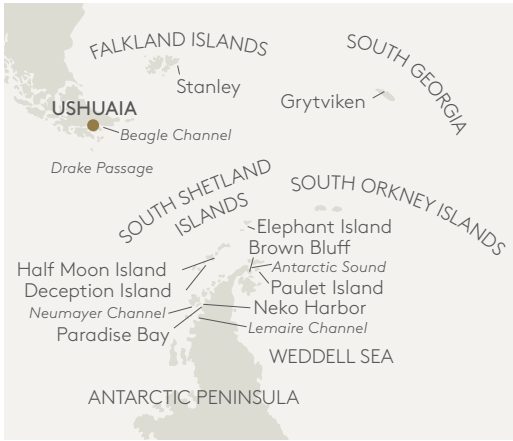 FALKLAND ISLANDS
SOUTH GEORGIA
Stanley
Grytviken
USHUAIA
Beagle Channel
Drake Passage
SOUTH SHETLAND
ISLANDS
SOUTH ORKNEY ISLANDS
Elephant Island
Brown Bluff
Half Moon Island
Antarctic Sound
Deception Island
Paulet Island
Neumayer Channel
Neko Harbor
Paradise Bay
Lemaire Channel
WEDDELL SEA
ANTARCTIC PENINSULA